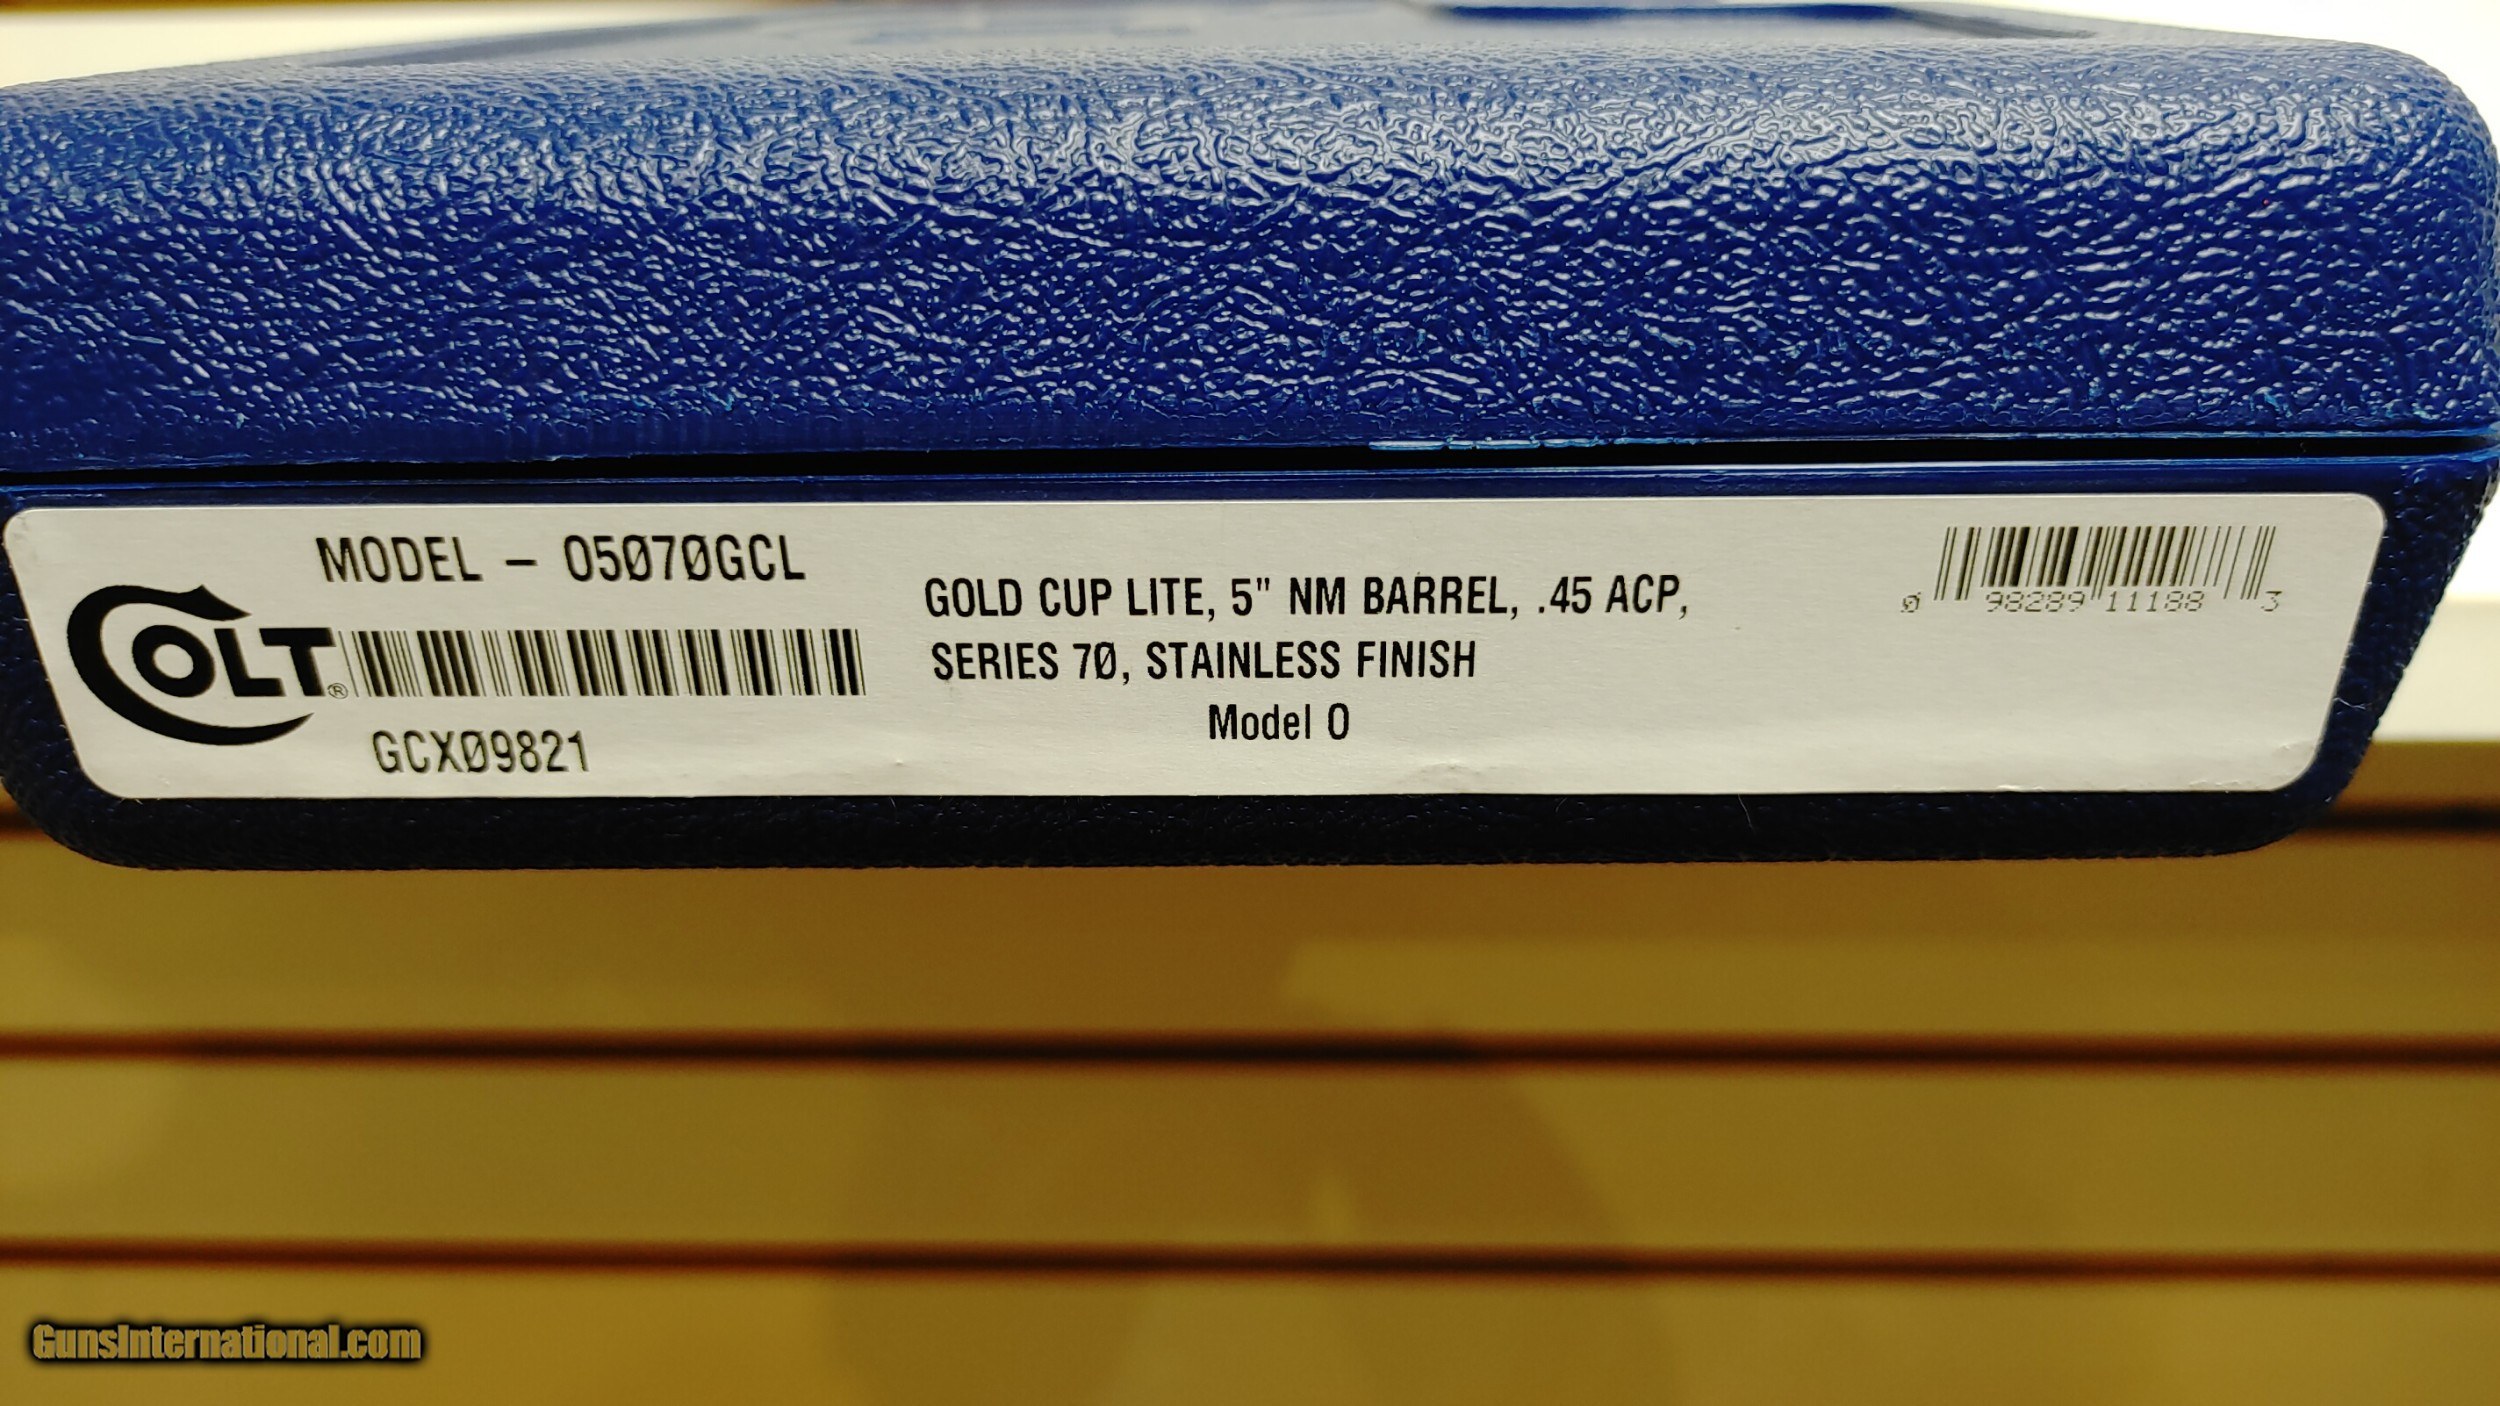 MODEL – O5Ø7ØGCL
COLT®
GCXØ9821
GOLD CUP LITE, 5" NM BARREL, .45 ACP,
SERIES 7Ø, STAINLESS FINISH
Model O
Ø 98289 11188 3
GunsInternational.com